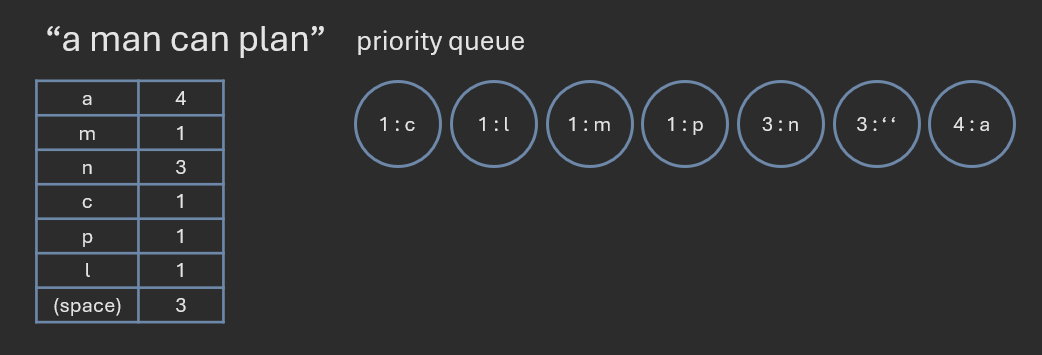 “a man can plan” priority queue
1 : c 1 : l 1 : m 1 : p 3 : n 3 : ‘ ‘ 4 : a
a 4
m 1
n 3
c 1
p 1
l 1
(space) 3